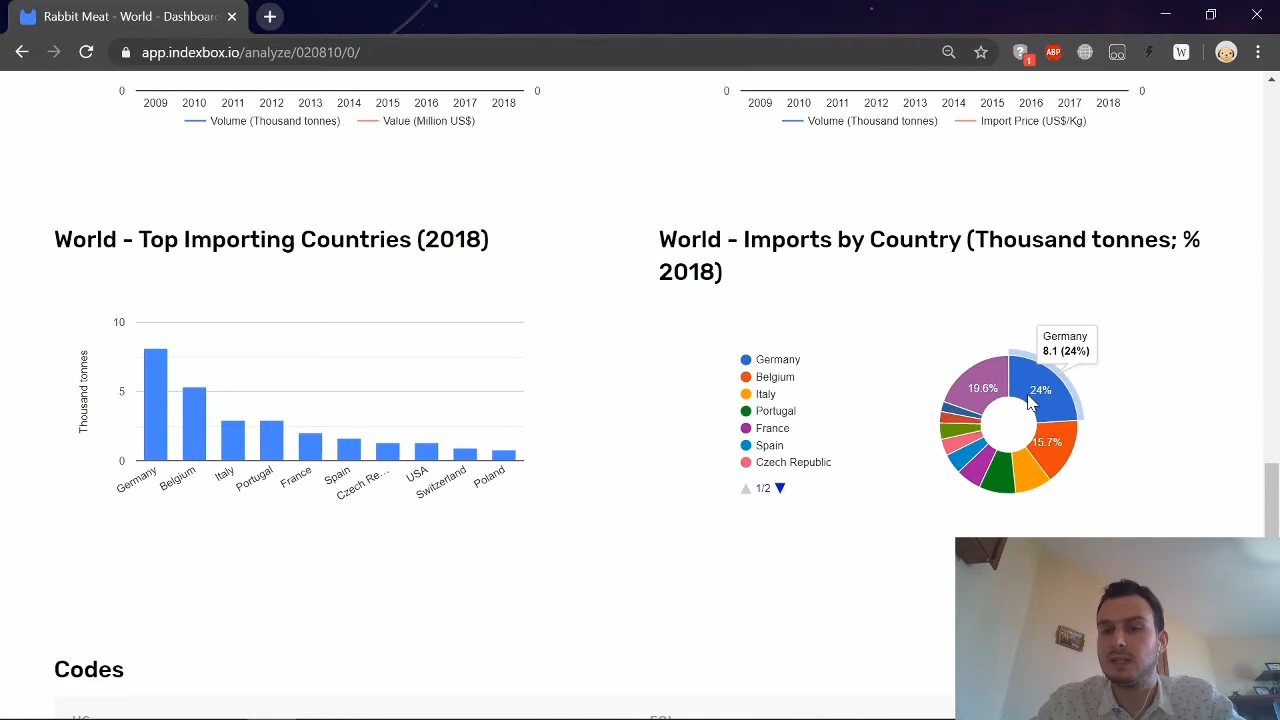 Rabbit Meat - World - Dashboar
app.indexbox.io/analyze/020810/0/
1
ABP
W
0
0
2009 2010 2011 2012 2013 2014 2015 2016 2017 2018
Volume (Thousand tonnes) Value (Million US$)
0
0
2009 2010 2011 2012 2013 2014 2015 2016 2017 2018
Volume (Thousand tonnes) Import Price (US$/Kg)
World - Top Importing Countries (2018)
10
5
0
Thousand tonnes
Germany
Belgium
Italy
Portugal
France
Spain
Czech Re...
USA
Switzerland
Poland
World - Imports by Country (Thousand tonnes; %
2018)
Germany
Belgium
Italy
Portugal
France
Spain
Czech Republic
1/2
Germany
8.1 (24%)
24%
15.7%
19.6%
Codes